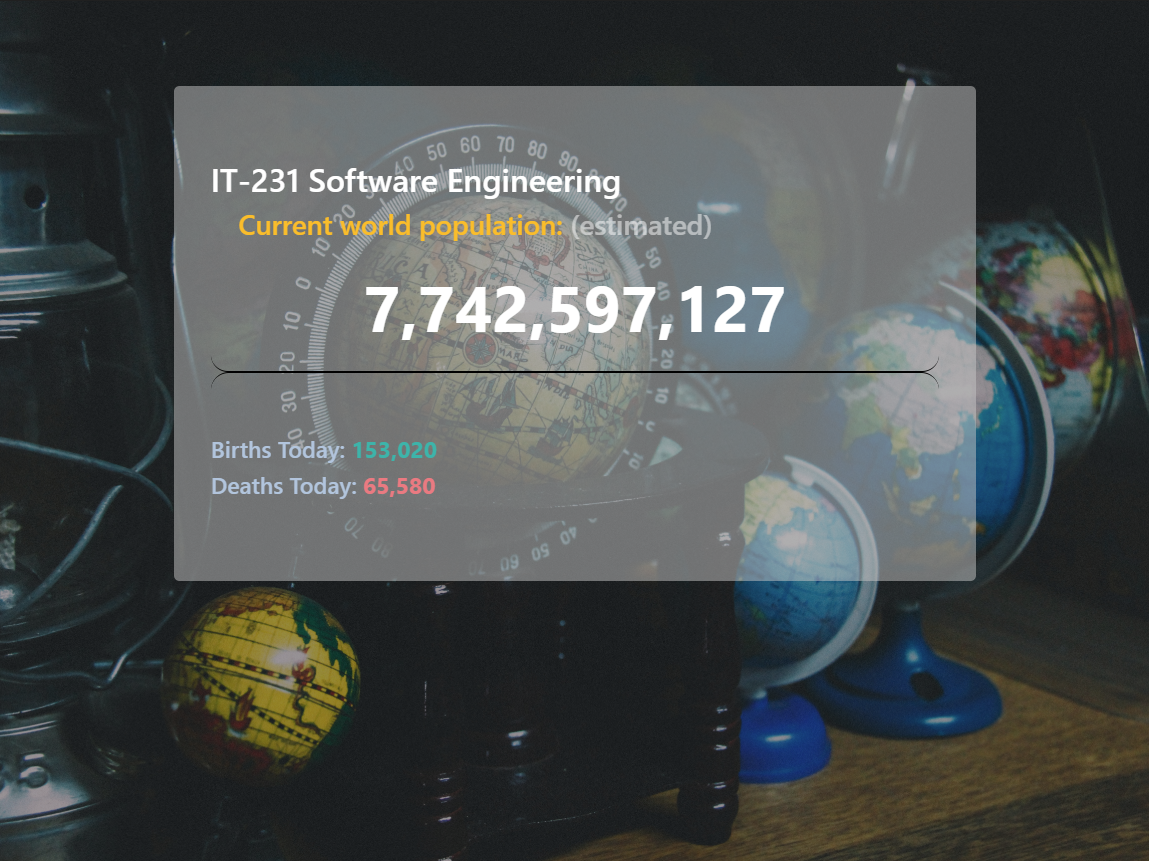 IT-231 Software Engineering
Current world population: (estimated)
7,742,597,127
Births Today: 153,020
Deaths Today: 65,580